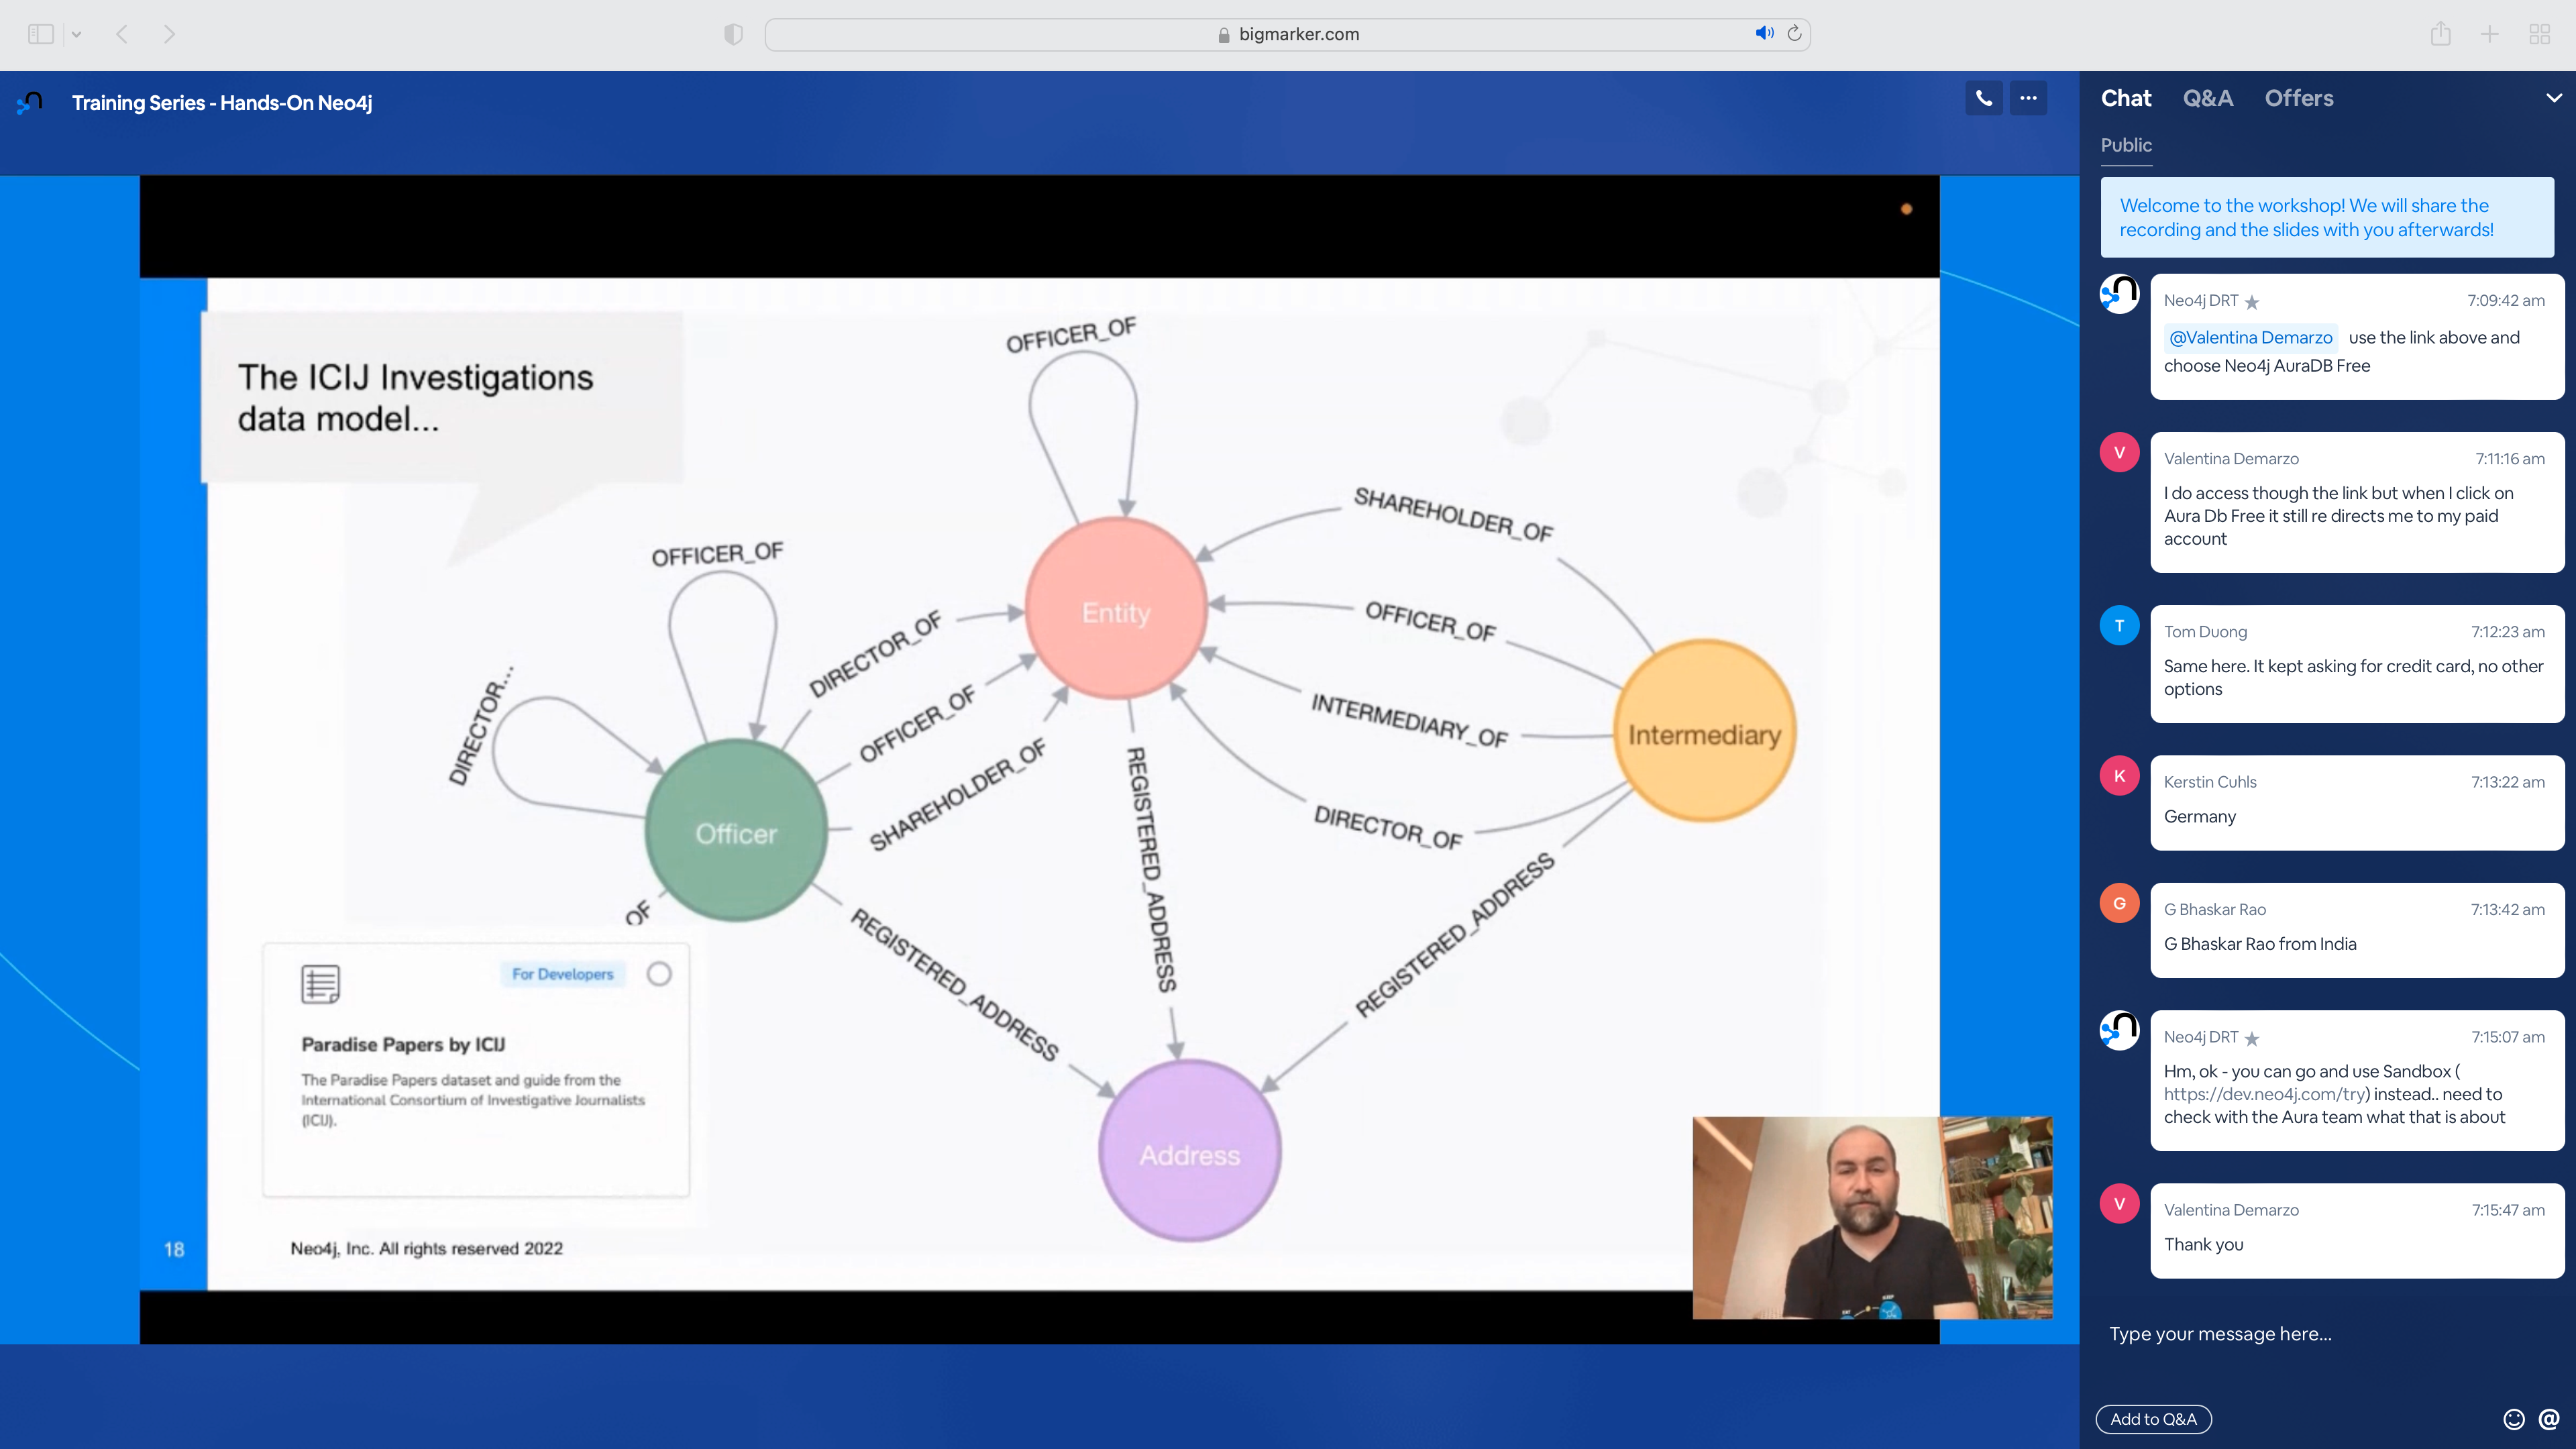 bigmarker.com
Training Series - Hands-On Neo4j
The ICIJ Investigations
data model...
OFFICER_OF
OFFICER_OF
DIRECTOR...
DIRECTOR_OF
OFFICER_OF
SHAREHOLDER_OF
Entity
SHAREHOLDER_OF
OFFICER_OF
INTERMEDIARY_OF
DIRECTOR_OF
Intermediary
Officer
OF
REGISTERED_ADDRESS
REGISTERED_ADDRESS
REGISTERED_ADDRESS
Address
For Developers
Paradise Papers by ICIJ
The Paradise Papers dataset and guide from the
International Consortium of Investigative Journalists
(ICIJ).
18
Neo4j, Inc. All rights reserved 2022
Chat Q&A Offers
Public
Welcome to the workshop! We will share the
recording and the slides with you afterwards!
Neo4j DRT 7:09:42 am
@Valentina Demarzo use the link above and
choose Neo4j AuraDB Free
V
Valentina Demarzo 7:11:16 am
I do access though the link but when I click on
Aura Db Free it still re directs me to my paid
account
T
Tom Duong 7:12:23 am
Same here. It kept asking for credit card, no other
options
K
Kerstin Cuhls 7:13:22 am
Germany
G
G Bhaskar Rao 7:13:42 am
G Bhaskar Rao from India
Neo4j DRT 7:15:07 am
Hm, ok - you can go and use Sandbox (
https://dev.neo4j.com/try) instead.. need to
check with the Aura team what that is about
V
Valentina Demarzo 7:15:47 am
Thank you
Type your message here...
Add to Q&A